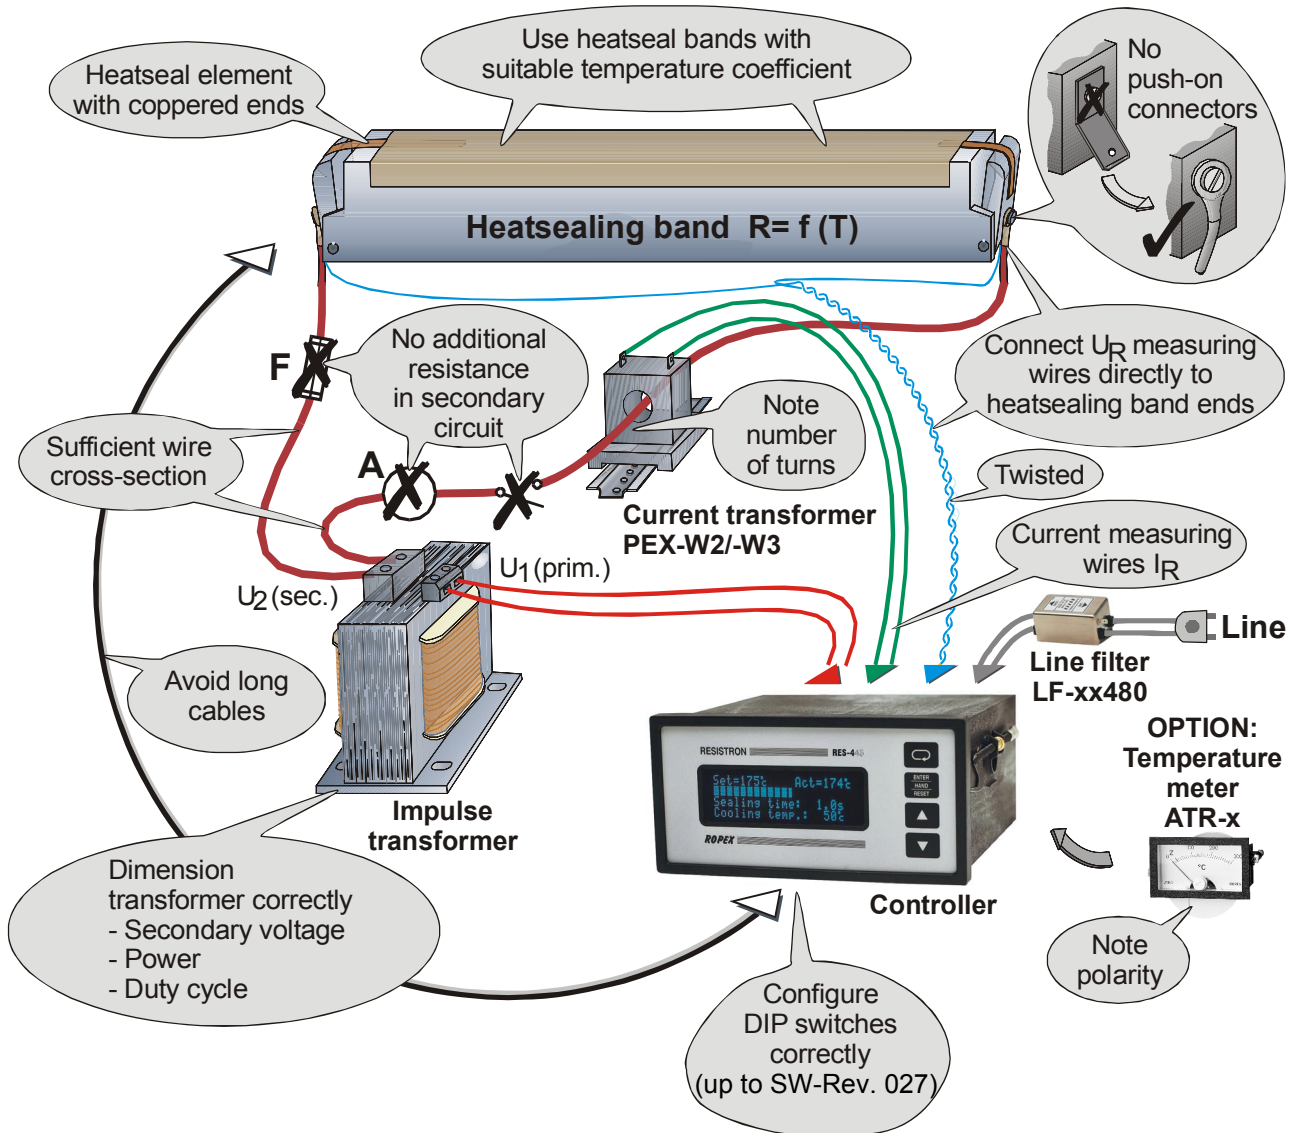 Heatseal element
with coppered ends
Use heatseal bands with
suitable temperature coefficient
No
push-on
connectors
Heatsealing band R= f (T)
F
No additional
resistance
in secondary
circuit
A
Sufficient wire
cross-section
Note
number
of turns
Connect UR measuring
wires directly to
heatsealing band ends
Twisted
Current transformer
PEX-W2/-W3
Current measuring
wires IR
U2 (sec.)
U1 (prim.)
Line
Line filter
LF-xx480
Avoid long
cables
Impulse
transformer
RESISTRON
Set=175°c Act=174°c
Sealing time: 1.0s
Cooling temp.: 50°c
ROPEX
ENTER
HAND
RESET
Controller
OPTION:
Temperature
meter
ATR-x
°C
Note
polarity
Dimension
transformer correctly
- Secondary voltage
- Power
- Duty cycle
Configure
DIP switches
correctly
(up to SW-Rev. 027)